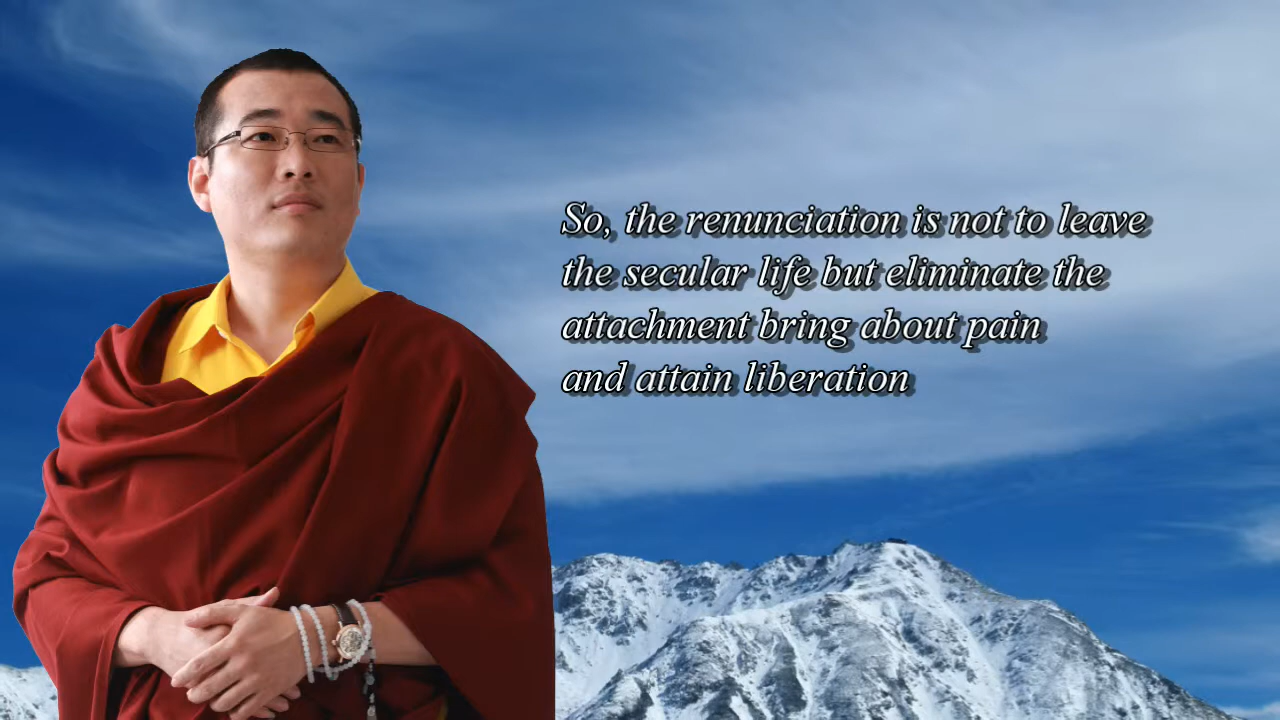 So, the renunciation is not to leave
the secular life but eliminate the
attachment bring about pain
and attain liberation